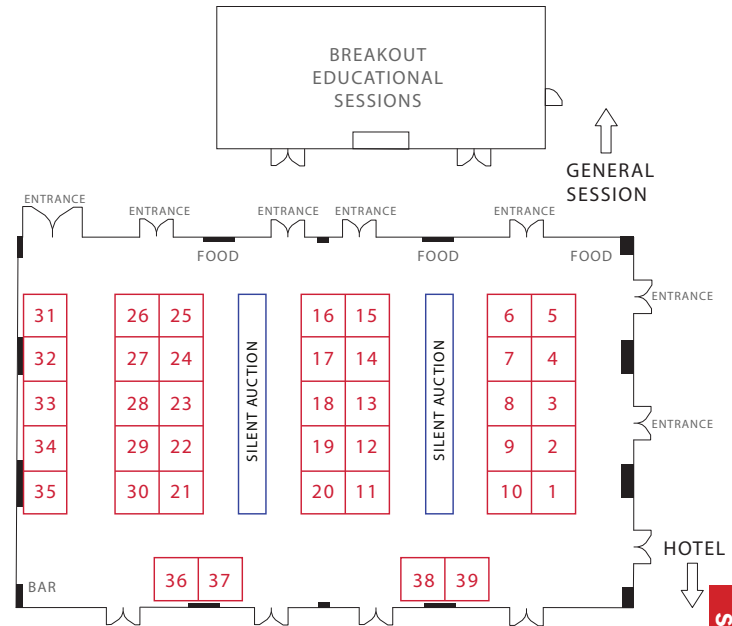 BREAKOUT
EDUCATIONAL
SESSIONS
GENERAL
SESSION
ENTRANCE
ENTRANCE
ENTRANCE
ENTRANCE
ENTRANCE
FOOD
FOOD
FOOD
ENTRANCE
31
26 25
16 15
6 5
32
27 24
17 14
7 4
33
28 23
18 13
8 3
34
29 22
19 12
9 2
35
30 21
20 11
10 1
SILENT AUCTION
SILENT AUCTION
ENTRANCE
HOTEL
BAR
36 37
38 39
S